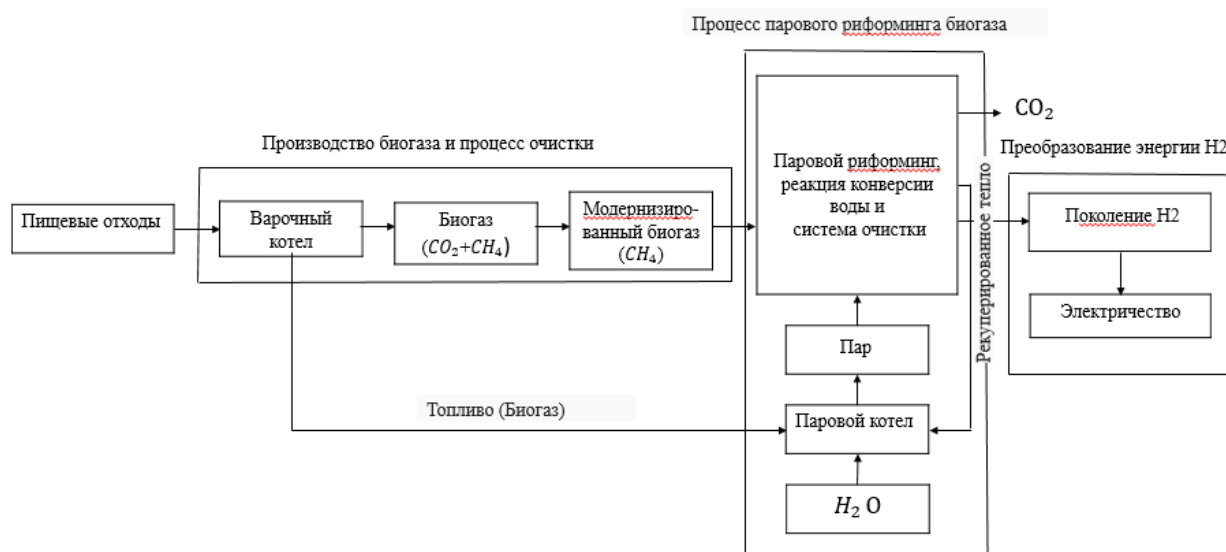 Процесс парового риформинга биогаза
CO₂
Производство биогаза и процесс очистки
Преобразование энергии H2
Пищевые отходы
Варочный
котел
Биогаз
(CO₂+CH₄)
Модернизиро-
ванный биогаз
(CH₄)
Паровой риформинг,
реакция конверсии
воды и
система очистки
Рекуперированное тепло
Поколение H2
Электричество
Пар
Топливо (Биогаз)
Паровой котел
H₂ O